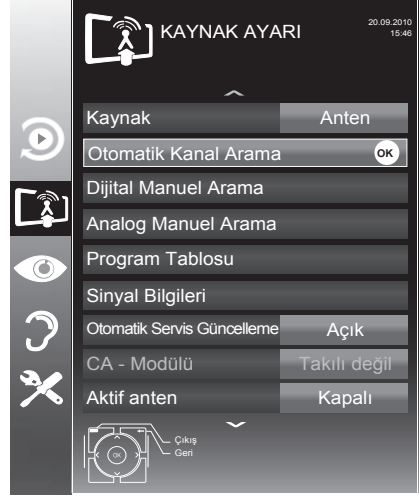 KAYNAK AYARI
20.09.2010
15:46
Kaynak Anten
Otomatik Kanal Arama OK
Dijital Manuel Arama
Analog Manuel Arama
Program Tablosu
Sinyal Bilgileri
Otomatik Servis Güncelleme Açık
CA - Modülü Takılı değil
Aktif anten Kapalı
Çıkış
OK Geri